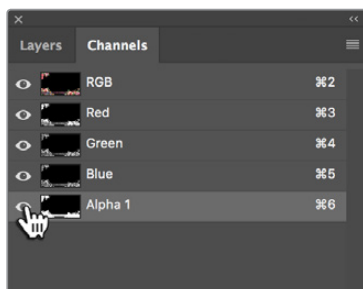 Layers Channels
RGB ⌘2
Red ⌘3
Green ⌘4
Blue ⌘5
Alpha 1 ⌘6